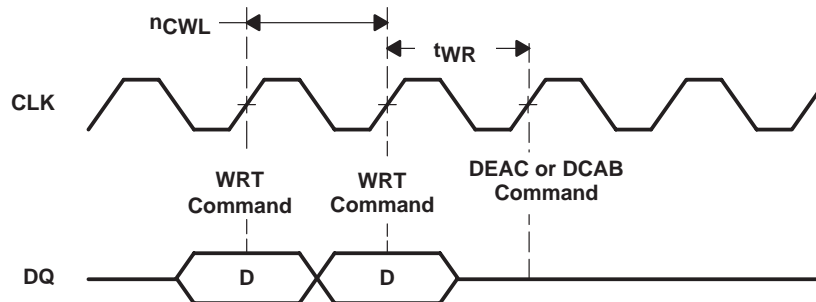 nCWL
tWR
CLK
WRT
Command
WRT
Command
DEAC or DCAB
Command
DQ
D
D